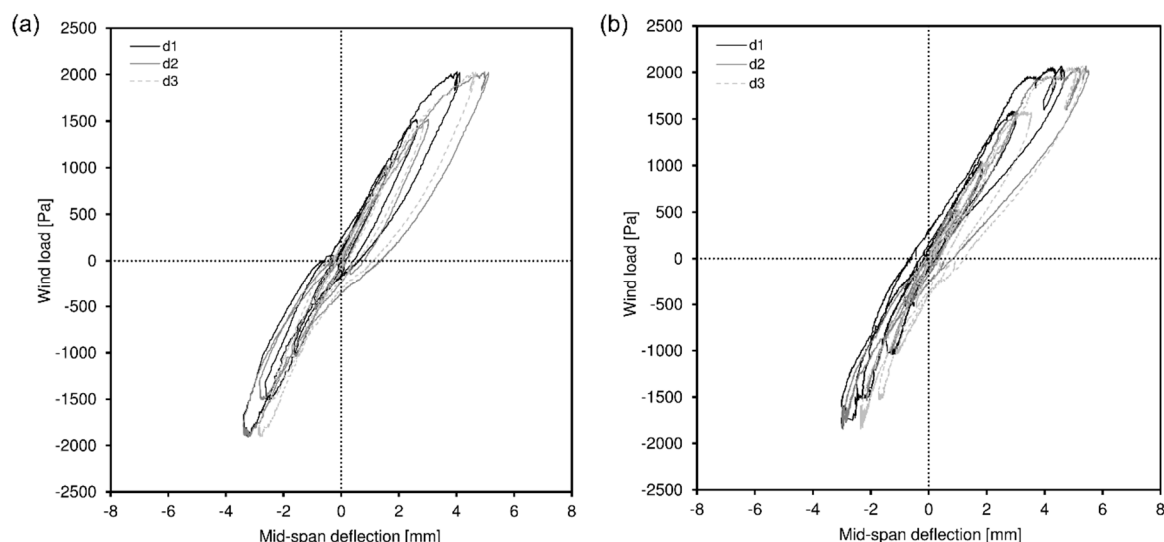 (a)
2500
2000
1500
1000
500
0
-500
-1000
-1500
-2000
-2500
Wind load [Pa]
d1
d2
d3
-8 -6 -4 -2 0 2 4 6 8
Mid-span deflection [mm]
(b)
2500
2000
1500
1000
500
0
-500
-1000
-1500
-2000
-2500
Wind load [Pa]
d1
d2
d3
-8 -6 -4 -2 0 2 4 6 8
Mid-span deflection [mm]